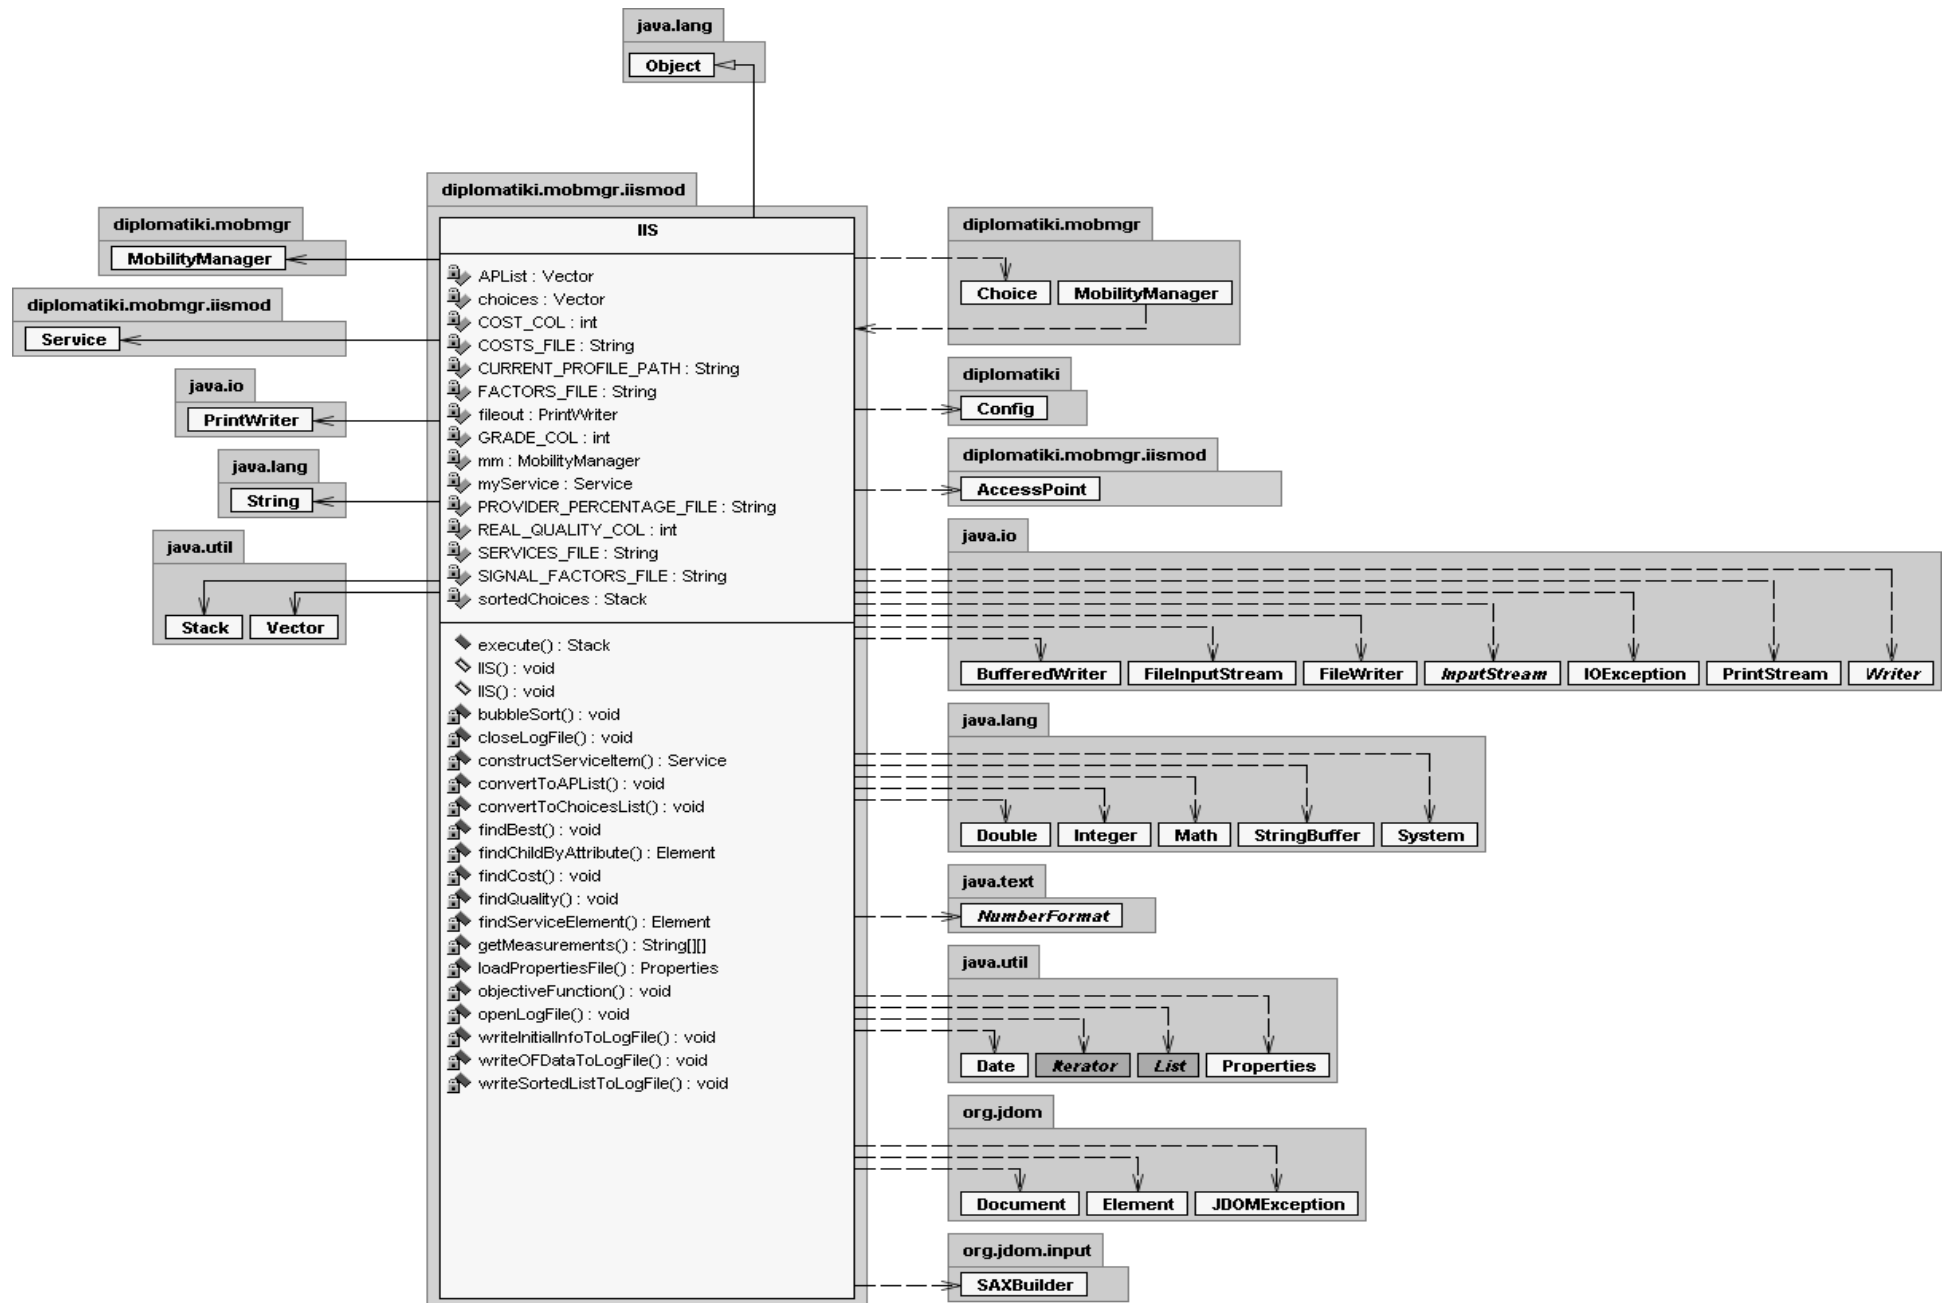 java.lang
Object
diplomatiki.mobmgr
MobilityManager
diplomatiki.mobmgr.iismod
Service
java.io
PrintWriter
java.lang
String
java.util
Stack Vector
diplomatiki.mobmgr.iismod
IIS
APList : Vector
choices : Vector
COST_COL : int
COSTS_FILE : String
CURRENT_PROFILE_PATH : String
FACTORS_FILE : String
fileout : PrintWriter
GRADE_COL : int
mm : MobilityManager
myService : Service
PROVIDER_PERCENTAGE_FILE : String
REAL_QUALITY_COL : int
SERVICES_FILE : String
SIGNAL_FACTORS_FILE : String
sortedChoices : Stack
execute() : Stack
IIS() : void
IIS() : void
bubbleSort() : void
closeLogFile() : void
constructServiceItem() : Service
convertToAPList() : void
convertToChoicesList() : void
findBest() : void
findChildByAttribute() : Element
findCost() : void
findQuality() : void
findServiceElement() : Element
getMeasurements() : String[][]
loadPropertiesFile() : Properties
objectiveFunction() : void
openLogFile() : void
writeInitialInfoToLogFile() : void
writeOFDataToLogFile() : void
writeSortedListToLogFile() : void
diplomatiki.mobmgr
Choice MobilityManager
diplomatiki
Config
diplomatiki.mobmgr.iismod
AccessPoint
java.io
BufferedWriter FileInputStream FileWriter InputStream IOException PrintStream Writer
java.lang
Double Integer Math StringBuffer System
java.text
NumberFormat
java.util
Date Iterator List Properties
org.jdom
Document Element JDOMException
org.jdom.input
SAXBuilder